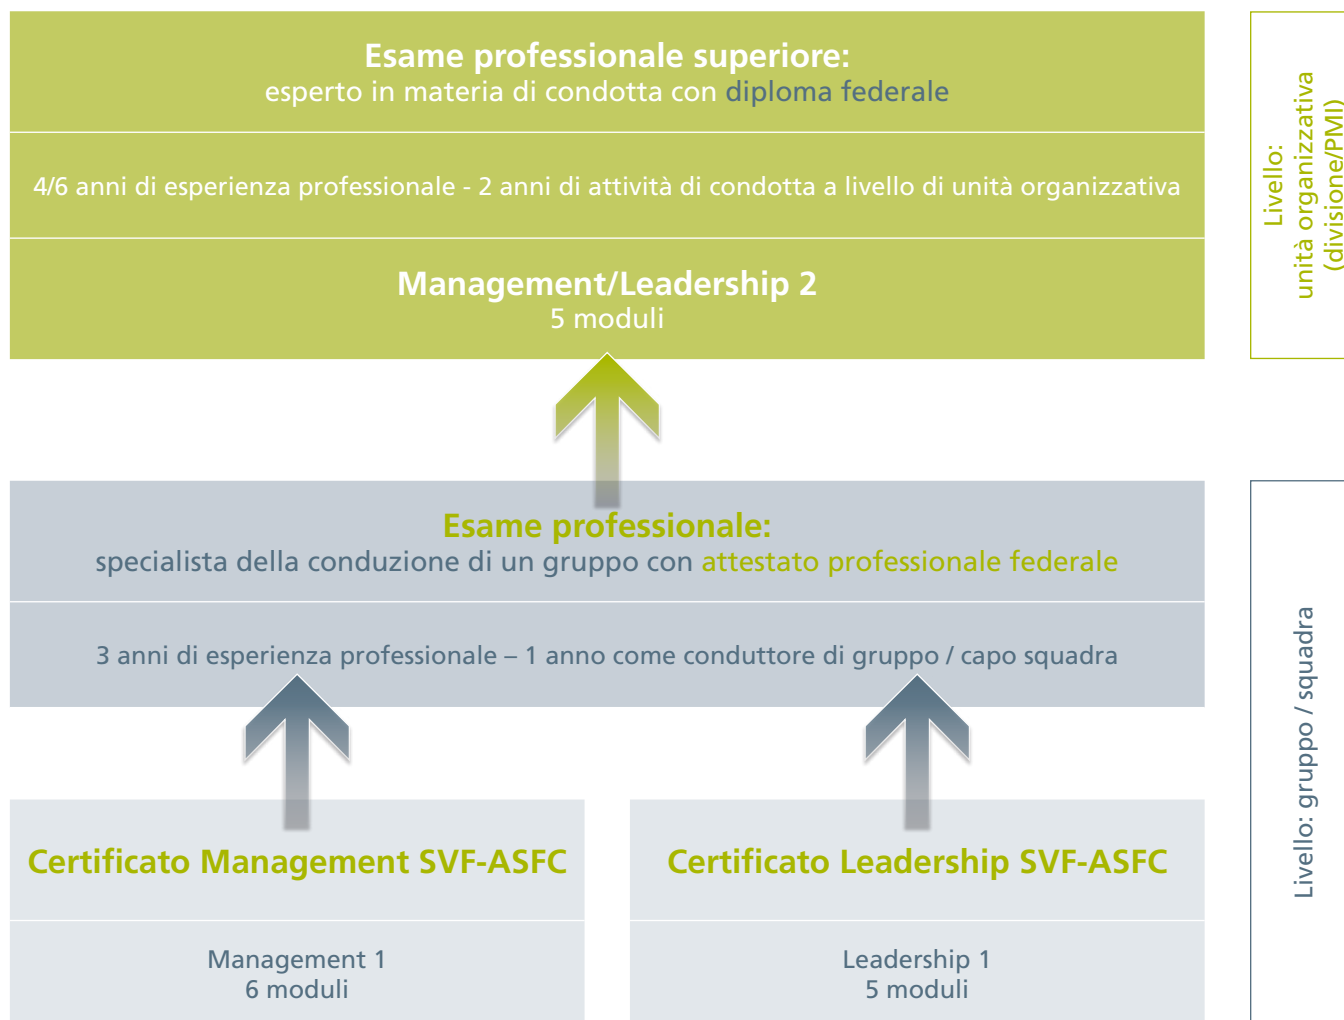 Esame professionale superiore:
esperto in materia di condotta con diploma federale
4/6 anni di esperienza professionale - 2 anni di attività di condotta a livello di unità organizzativa
Management/Leadership 2
5 moduli
Livello:
unità organizzativa
(divisione/PMI)
Esame professionale:
specialista della conduzione di un gruppo con attestato professionale federale
3 anni di esperienza professionale – 1 anno come conduttore di gruppo / capo squadra
Livello: gruppo / squadra
Certificato Management SVF-ASFC
Management 1
6 moduli
Certificato Leadership SVF-ASFC
Leadership 1
5 moduli